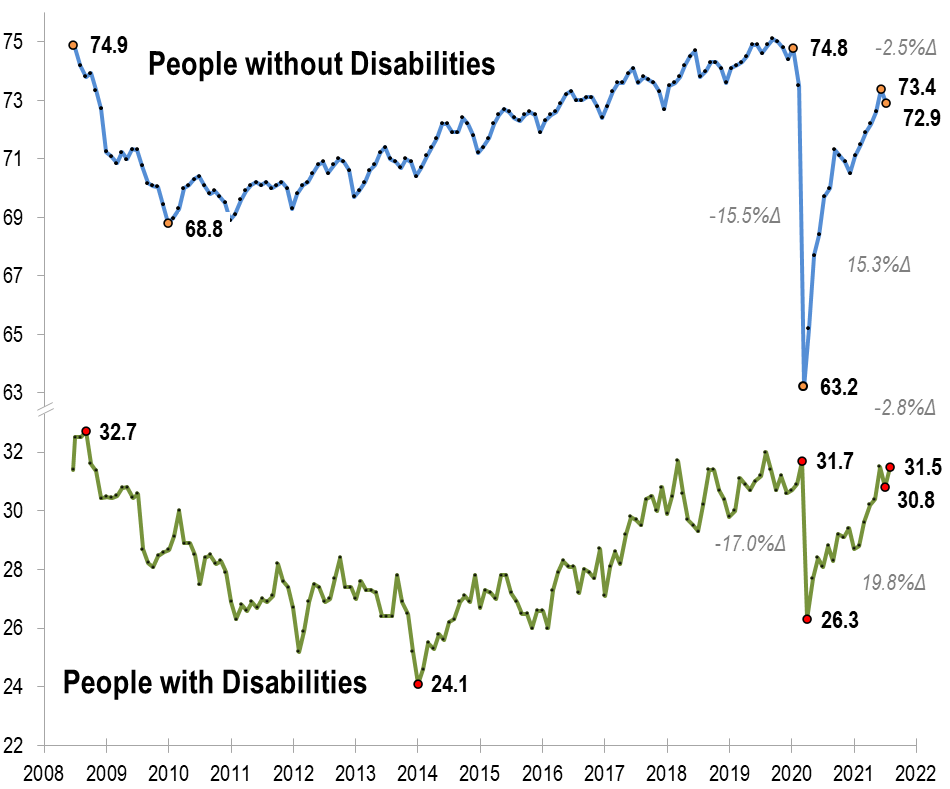 75
74.9
People without Disabilities
74.8
-2.5%Δ
73.4
73
72.9
71
69
68.8
-15.5%Δ
15.3%Δ
67
65
63
63.2
-2.8%Δ
32
32.7
31.7
31.5
30.8
30
-17.0%Δ
28
19.8%Δ
26
26.3
People with Disabilities
24.1
24
22
2008 2009 2010 2011 2012 2013 2014 2015 2016 2017 2018 2019 2020 2021 2022